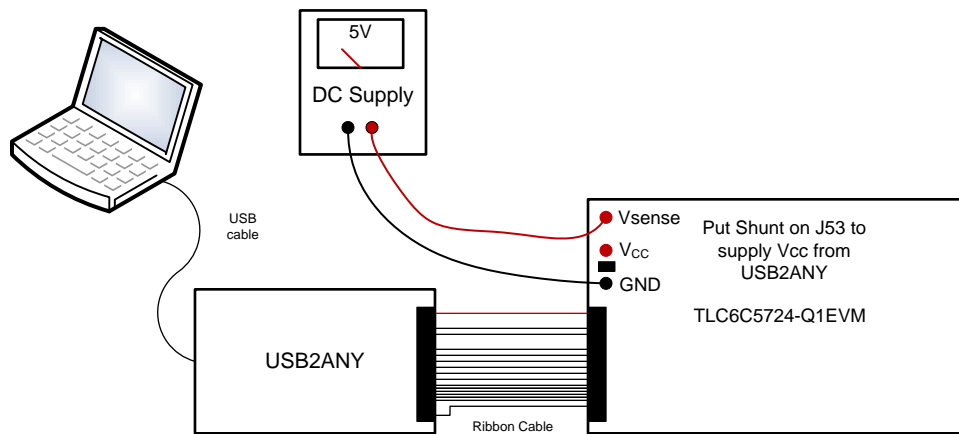 5V
DC Supply
USB
cable
Vsense
VCC
GND
Put Shunt on J53 to
supply Vcc from
USB2ANY
TLC6C5724-Q1EVM
USB2ANY
Ribbon Cable